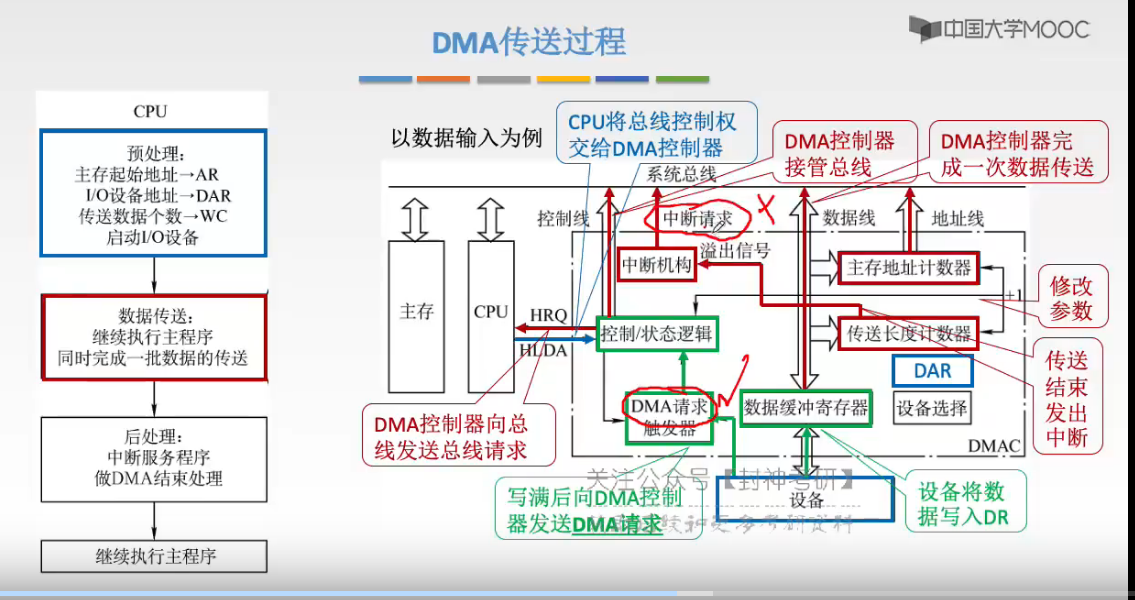 DMA传送过程
中国大学MOOC
CPU
预处理：
主存起始地址→AR
I/O设备地址→DAR
传送数据个数→WC
启动I/O设备
数据传送：
继续执行主程序
同时完成一批数据的传送
后处理：
中断服务程序
做DMA结束处理
继续执行主程序
以数据输入为例
CPU将总线控制权
交给DMA控制器
DMA控制器
接管总线
DMA控制器完
成一次数据传送
系统总线
控制线
中断请求
数据线
地址线
中断机构
溢出信号
主存地址计数器
+1
修改
参数
主存
CPU
HRQ
HLDA
控制/状态逻辑
传送长度计数器
DAR
传送
结束
发出
中断
DMA请求
触发器
数据缓冲寄存器
设备选择
DMAC
DMA控制器向总
线发送总线请求
关注公众号【封神考研】
设备
写满后向DMA控制
器发送DMA请求
设备将数
据写入DR